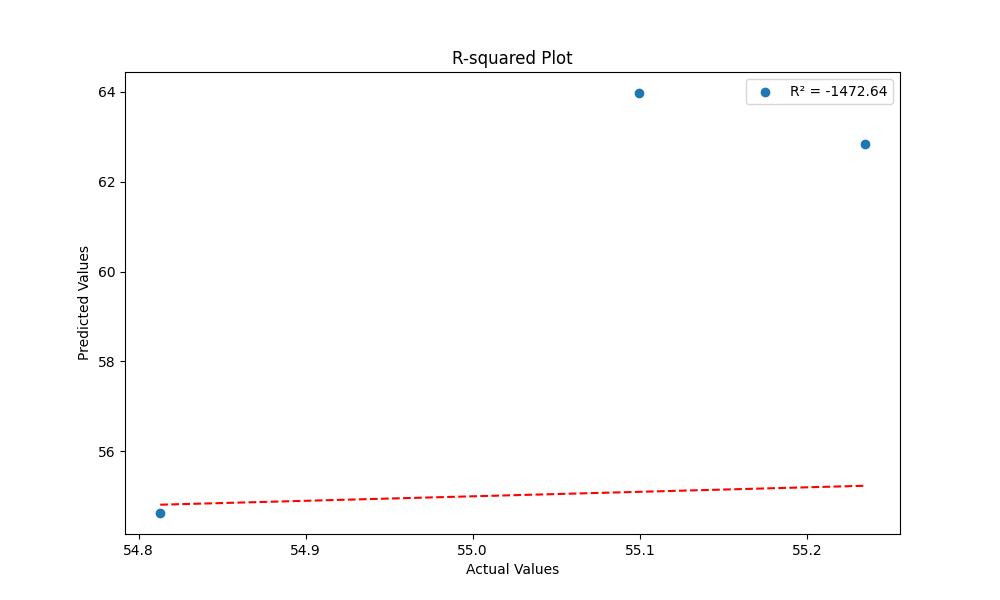 R-squared Plot
R² = -1472.64
64
62
60
58
56
Predicted Values
54.8
54.9
55.0
55.1
55.2
Actual Values